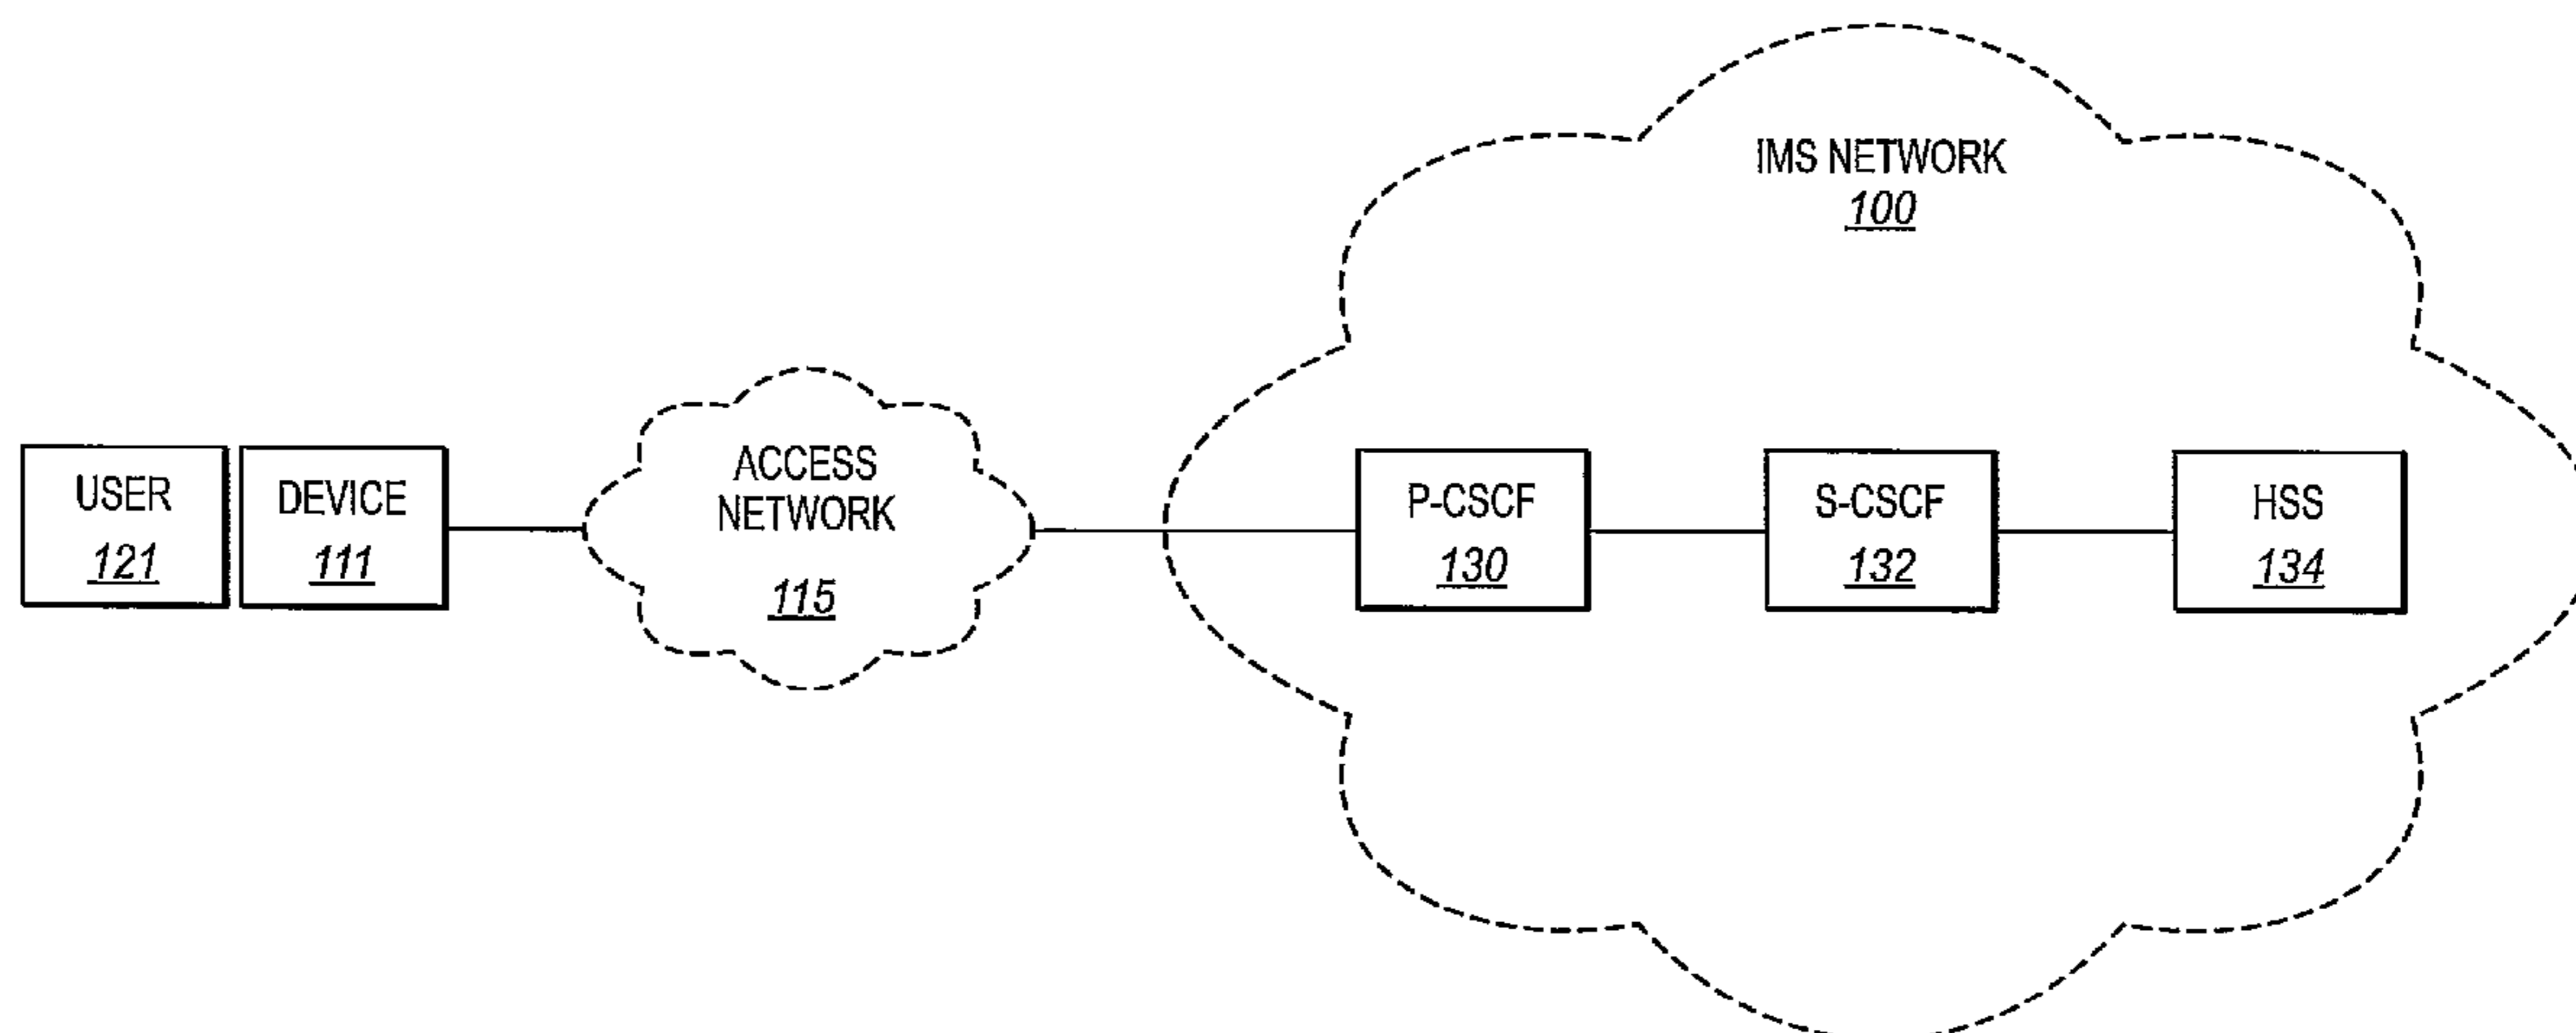 IMS NETWORK
100
USER
121
DEVICE
111
ACCESS
NETWORK
115
P-CSCF
130
S-CSCF
132
HSS
134